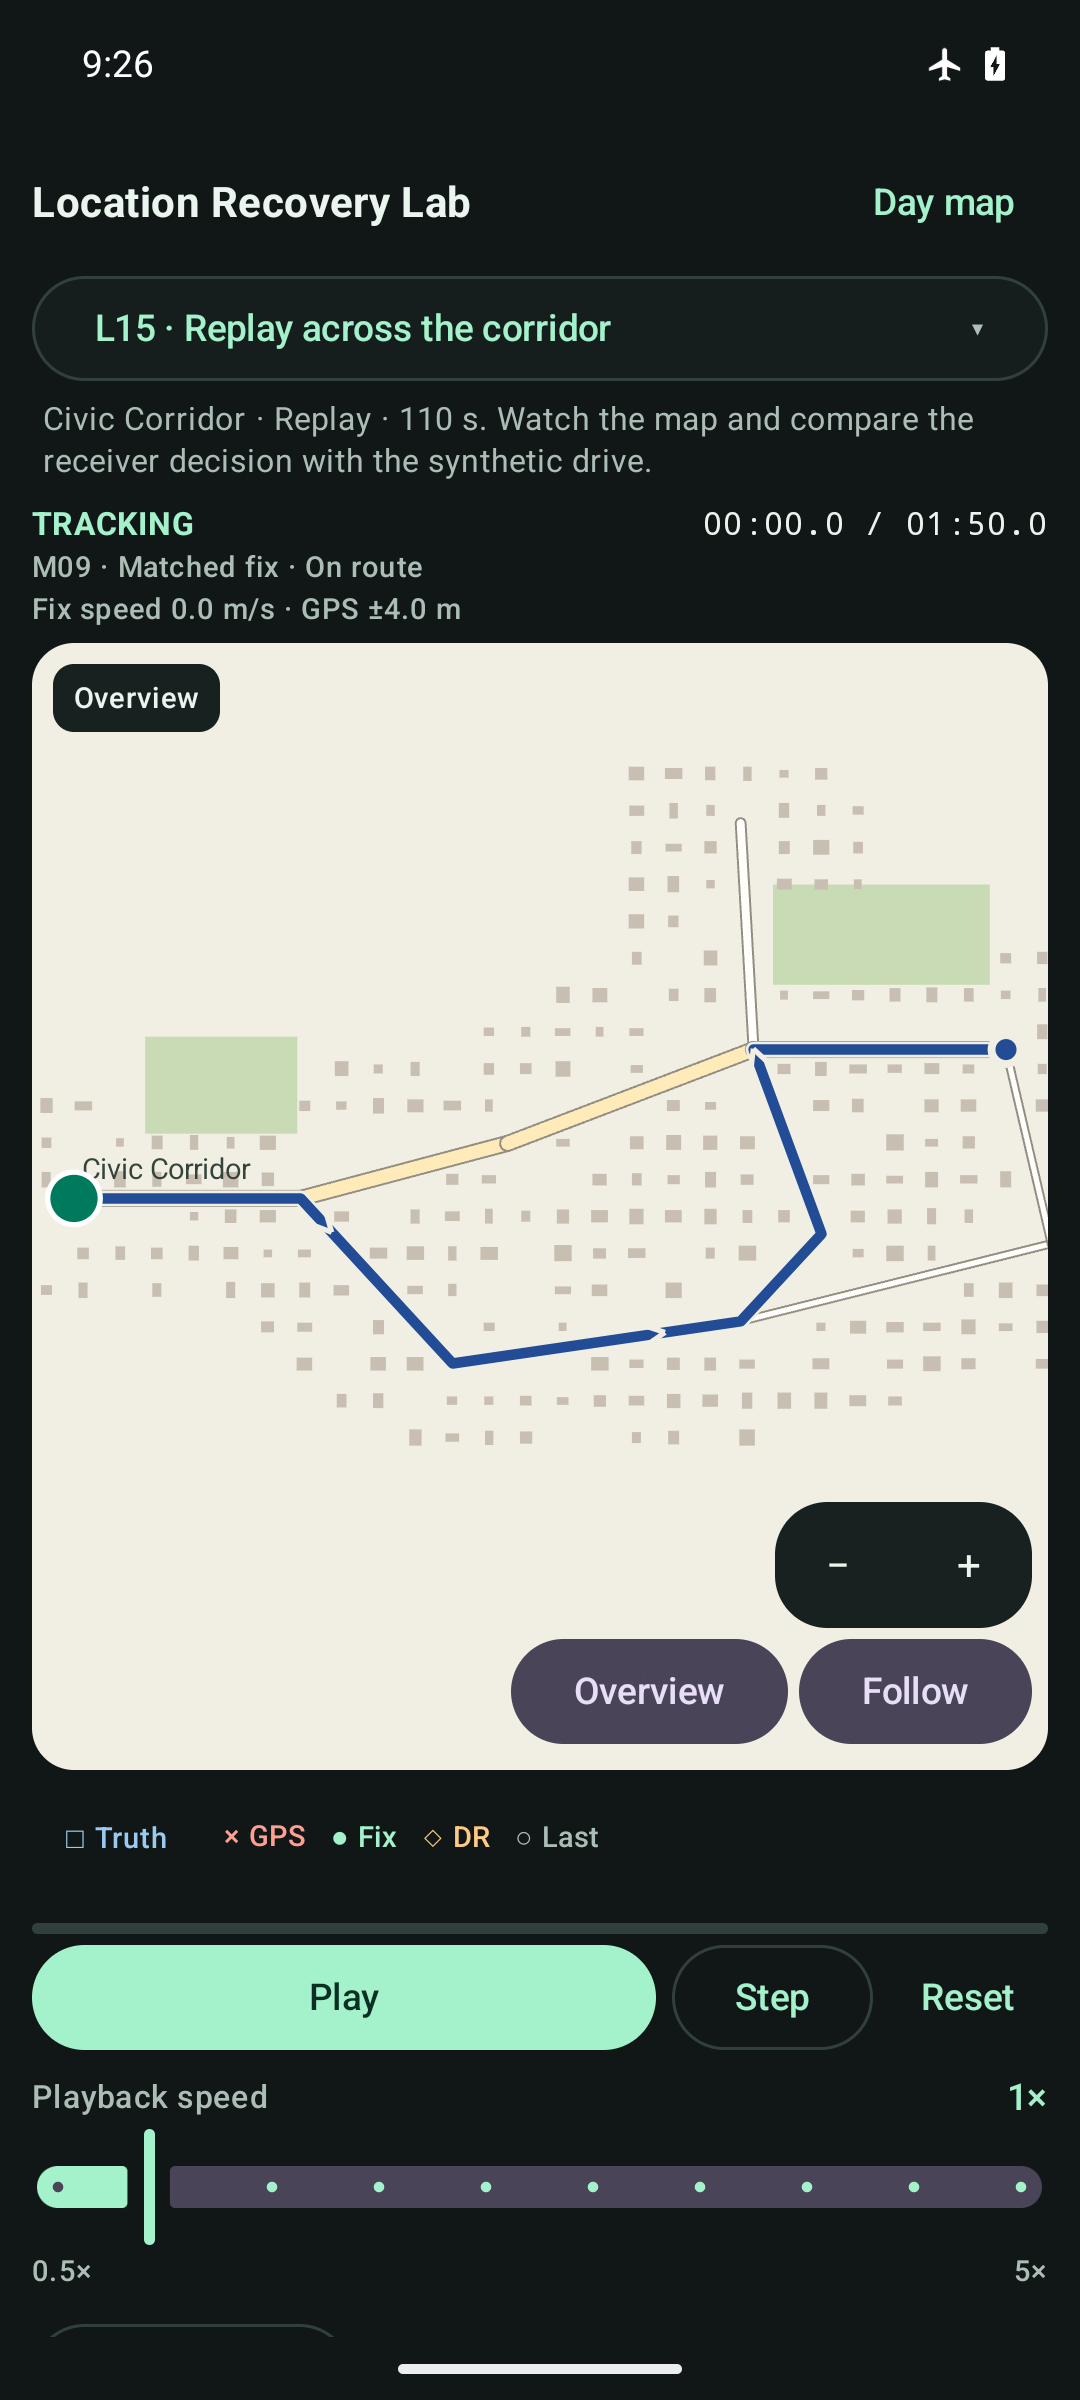 9:26
Location Recovery Lab
Day map
L15 · Replay across the corridor
Civic Corridor · Replay · 110 s. Watch the map and compare the
receiver decision with the synthetic drive.
TRACKING
00:00.0 / 01:50.0
M09 · Matched fix · On route
Fix speed 0.0 m/s · GPS ±4.0 m
Overview
Civic Corridor
− +
Overview
Follow
□ Truth × GPS ● Fix ◇ DR ○ Last
Play
Step
Reset
Playback speed
1×
0.5×
5×